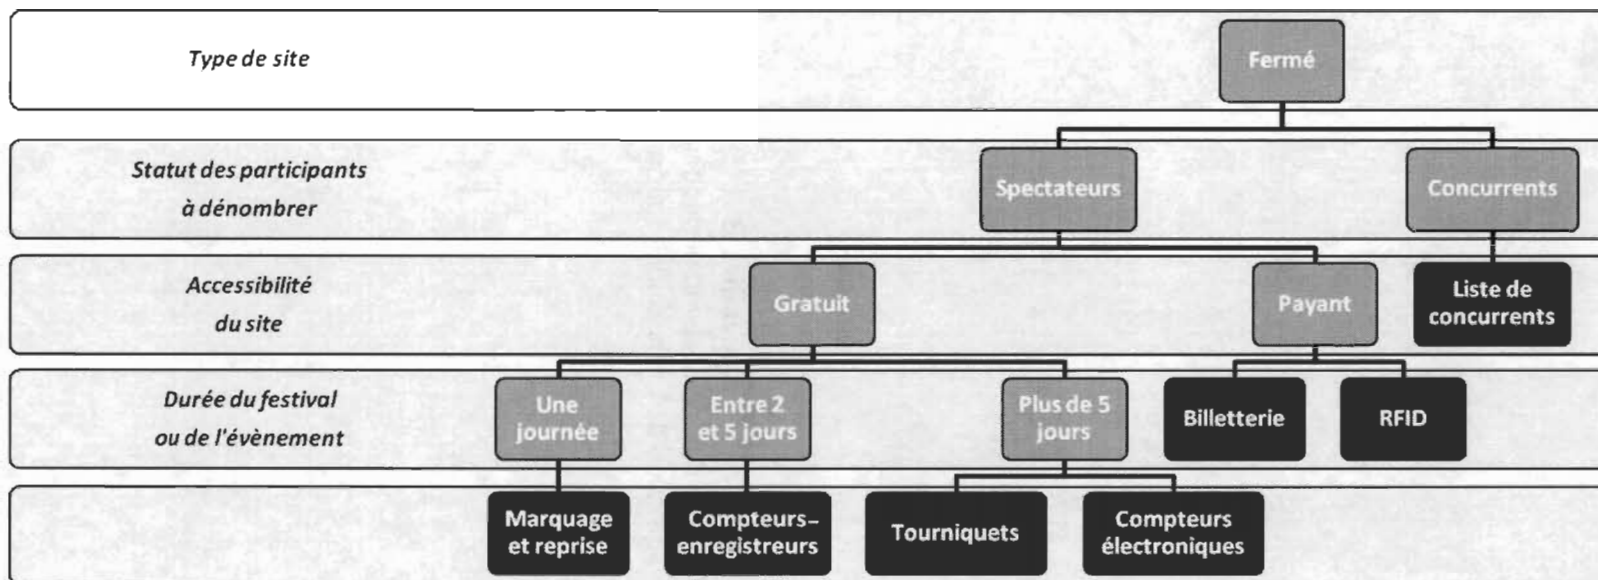 Type de site
Fermé
Statut des participants
à dénombrer
Spectateurs
Concurrents
Accessibilité
du site
Gratuit
Payant
Liste de
concurrents
Durée du festival
ou de l'évènement
Une
journée
Entre 2
et 5 jours
Plus de 5
jours
Billetterie
RFID
Marquage
et reprise
Compteurs-
enregistreurs
Tourniquets
Compteurs
électroniques